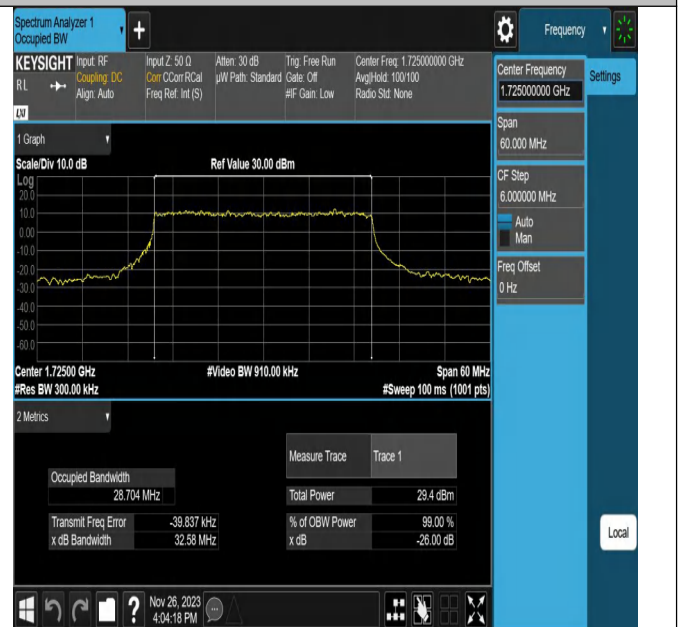 Spectrum Analyzer 1
Occupied BW
Frequency
KEYSIGHT
RL
LXI
Input: RF
Coupling: DC
Align: Auto
Input Z: 50 Ω
Corr CCorr RCal
Freq Ref: Int (S)
Atten: 30 dB
µW Path: Standard
Trig: Free Run
Gate: Off
#IF Gain: Low
Center Freq: 1.725000000 GHz
Avg|Hold: 100/100
Radio Std: None
Center Frequency
1.725000000 GHz
Settings
Span
60.000 MHz
CF Step
6.000000 MHz
Auto
Man
Freq Offset
0 Hz
1 Graph
Scale/Div 10.0 dB
Ref Value 30.00 dBm
Log
20.0
10.0
0.00
-10.0
-20.0
-30.0
-40.0
-50.0
-60.0
Center 1.72500 GHz
#Video BW 910.00 kHz
Span 60 MHz
#Res BW 300.00 kHz
#Sweep 100 ms (1001 pts)
2 Metrics
Measure Trace
Trace 1
Occupied Bandwidth
28.704 MHz
Total Power
29.4 dBm
Transmit Freq Error
-39.837 kHz
% of OBW Power
99.00 %
x dB Bandwidth
32.58 MHz
x dB
-26.00 dB
Local
?
Nov 26, 2023
4:04:18 PM